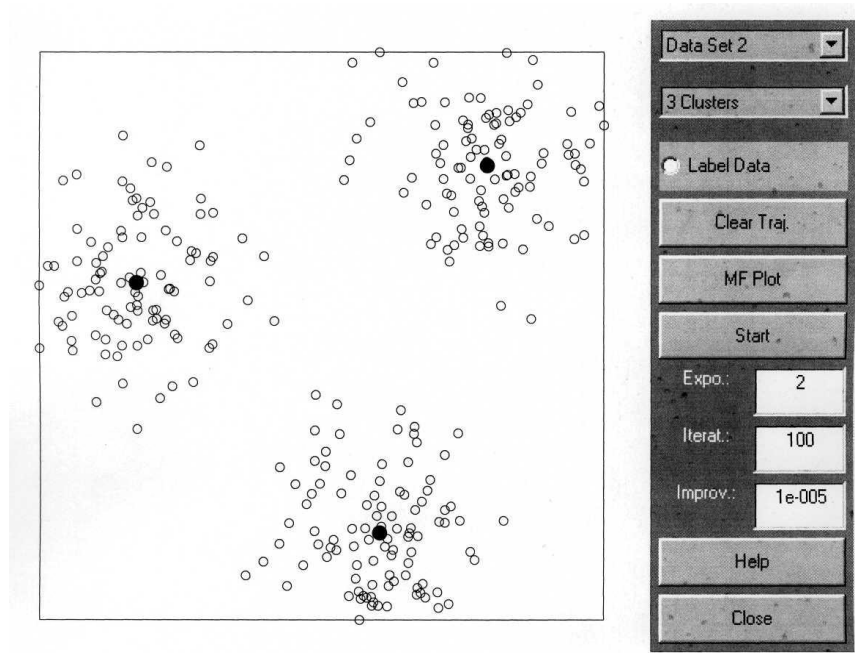 Data Set 2
3 Clusters
Label Data
Clear Traj.
MF Plot
Start
Expo.: 2
Iterat.: 100
Improv.: 1e-005
Help
Close